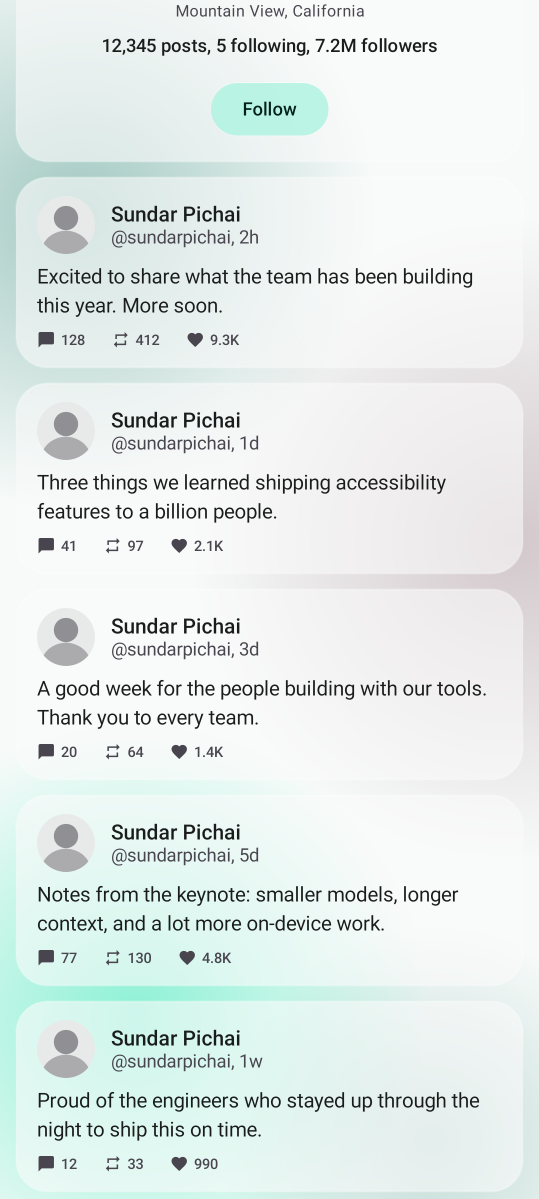 Mountain View, California
12,345 posts, 5 following, 7.2M followers
Follow
Sundar Pichai
@sundarpichai, 2h
Excited to share what the team has been building
this year. More soon.
128 412 9.3K
Sundar Pichai
@sundarpichai, 1d
Three things we learned shipping accessibility
features to a billion people.
41 97 2.1K
Sundar Pichai
@sundarpichai, 3d
A good week for the people building with our tools.
Thank you to every team.
20 64 1.4K
Sundar Pichai
@sundarpichai, 5d
Notes from the keynote: smaller models, longer
context, and a lot more on-device work.
77 130 4.8K
Sundar Pichai
@sundarpichai, 1w
Proud of the engineers who stayed up through the
night to ship this on time.
12 33 990